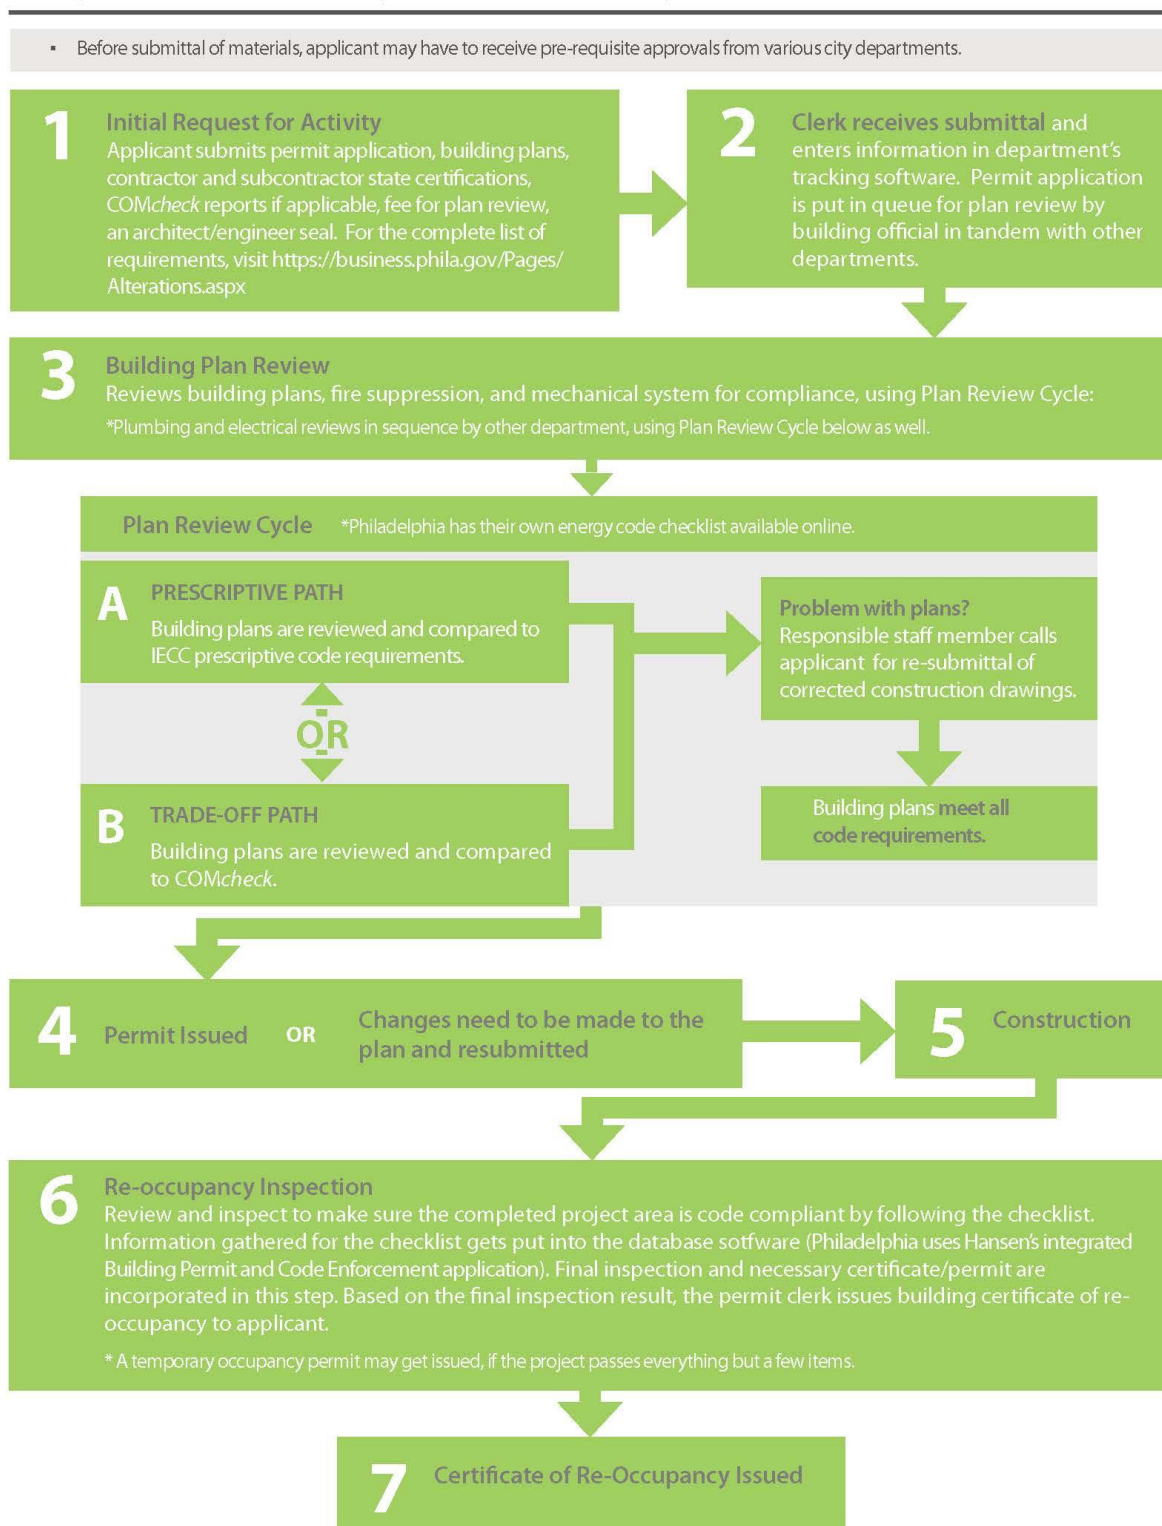 ▪ Before submittal of materials, applicant may have to receive pre-requisite approvals from various city departments.
1
Initial Request for Activity
Applicant submits permit application, building plans,
contractor and subcontractor state certifications,
COMcheck reports if applicable, fee for plan review,
an architect/engineer seal. For the complete list of
requirements, visit https://business.phila.gov/Pages/
Alterations.aspx
2
Clerk receives submittal and
enters information in department's
tracking software. Permit application
is put in queue for plan review by
building official in tandem with other
departments.
3
Building Plan Review
Reviews building plans, fire suppression, and mechanical system for compliance, using Plan Review Cycle:
*Plumbing and electrical reviews in sequence by other department, using Plan Review Cycle below as well.
Plan Review Cycle *Philadelphia has their own energy code checklist available online.
A
PRESCRIPTIVE PATH
Building plans are reviewed and compared to
IECC prescriptive code requirements.
OR
B
TRADE-OFF PATH
Building plans are reviewed and compared
to COMcheck.
Problem with plans?
Responsible staff member calls
applicant for re-submittal of
corrected construction drawings.
Building plans meet all
code requirements.
4
Permit Issued OR Changes need to be made to the
plan and resubmitted
5
Construction
6
Re-occupancy Inspection
Review and inspect to make sure the completed project area is code compliant by following the checklist.
Information gathered for the checklist gets put into the database sotfware (Philadelphia uses Hansen's integrated
Building Permit and Code Enforcement application). Final inspection and necessary certificate/permit are
incorporated in this step. Based on the final inspection result, the permit clerk issues building certificate of re-
occupancy to applicant.
* A temporary occupancy permit may get issued, if the project passes everything but a few items.
7
Certificate of Re-Occupancy Issued